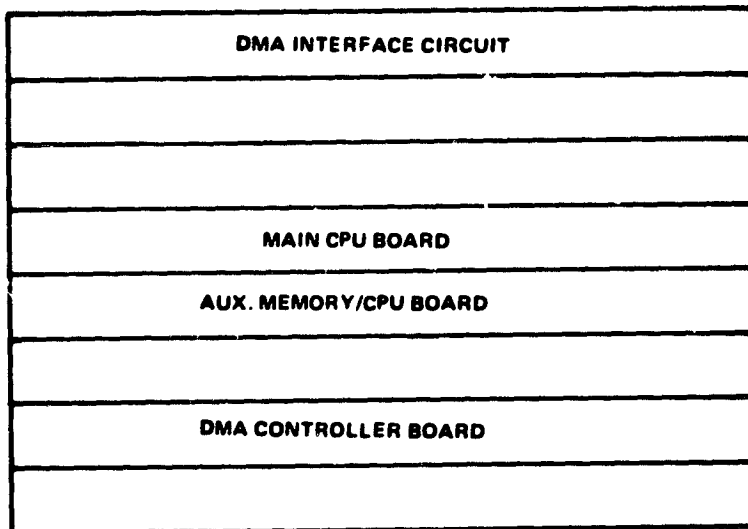 DMA INTERFACE CIRCUIT
MAIN CPU BOARD
AUX. MEMORY/CPU BOARD
DMA CONTROLLER BOARD